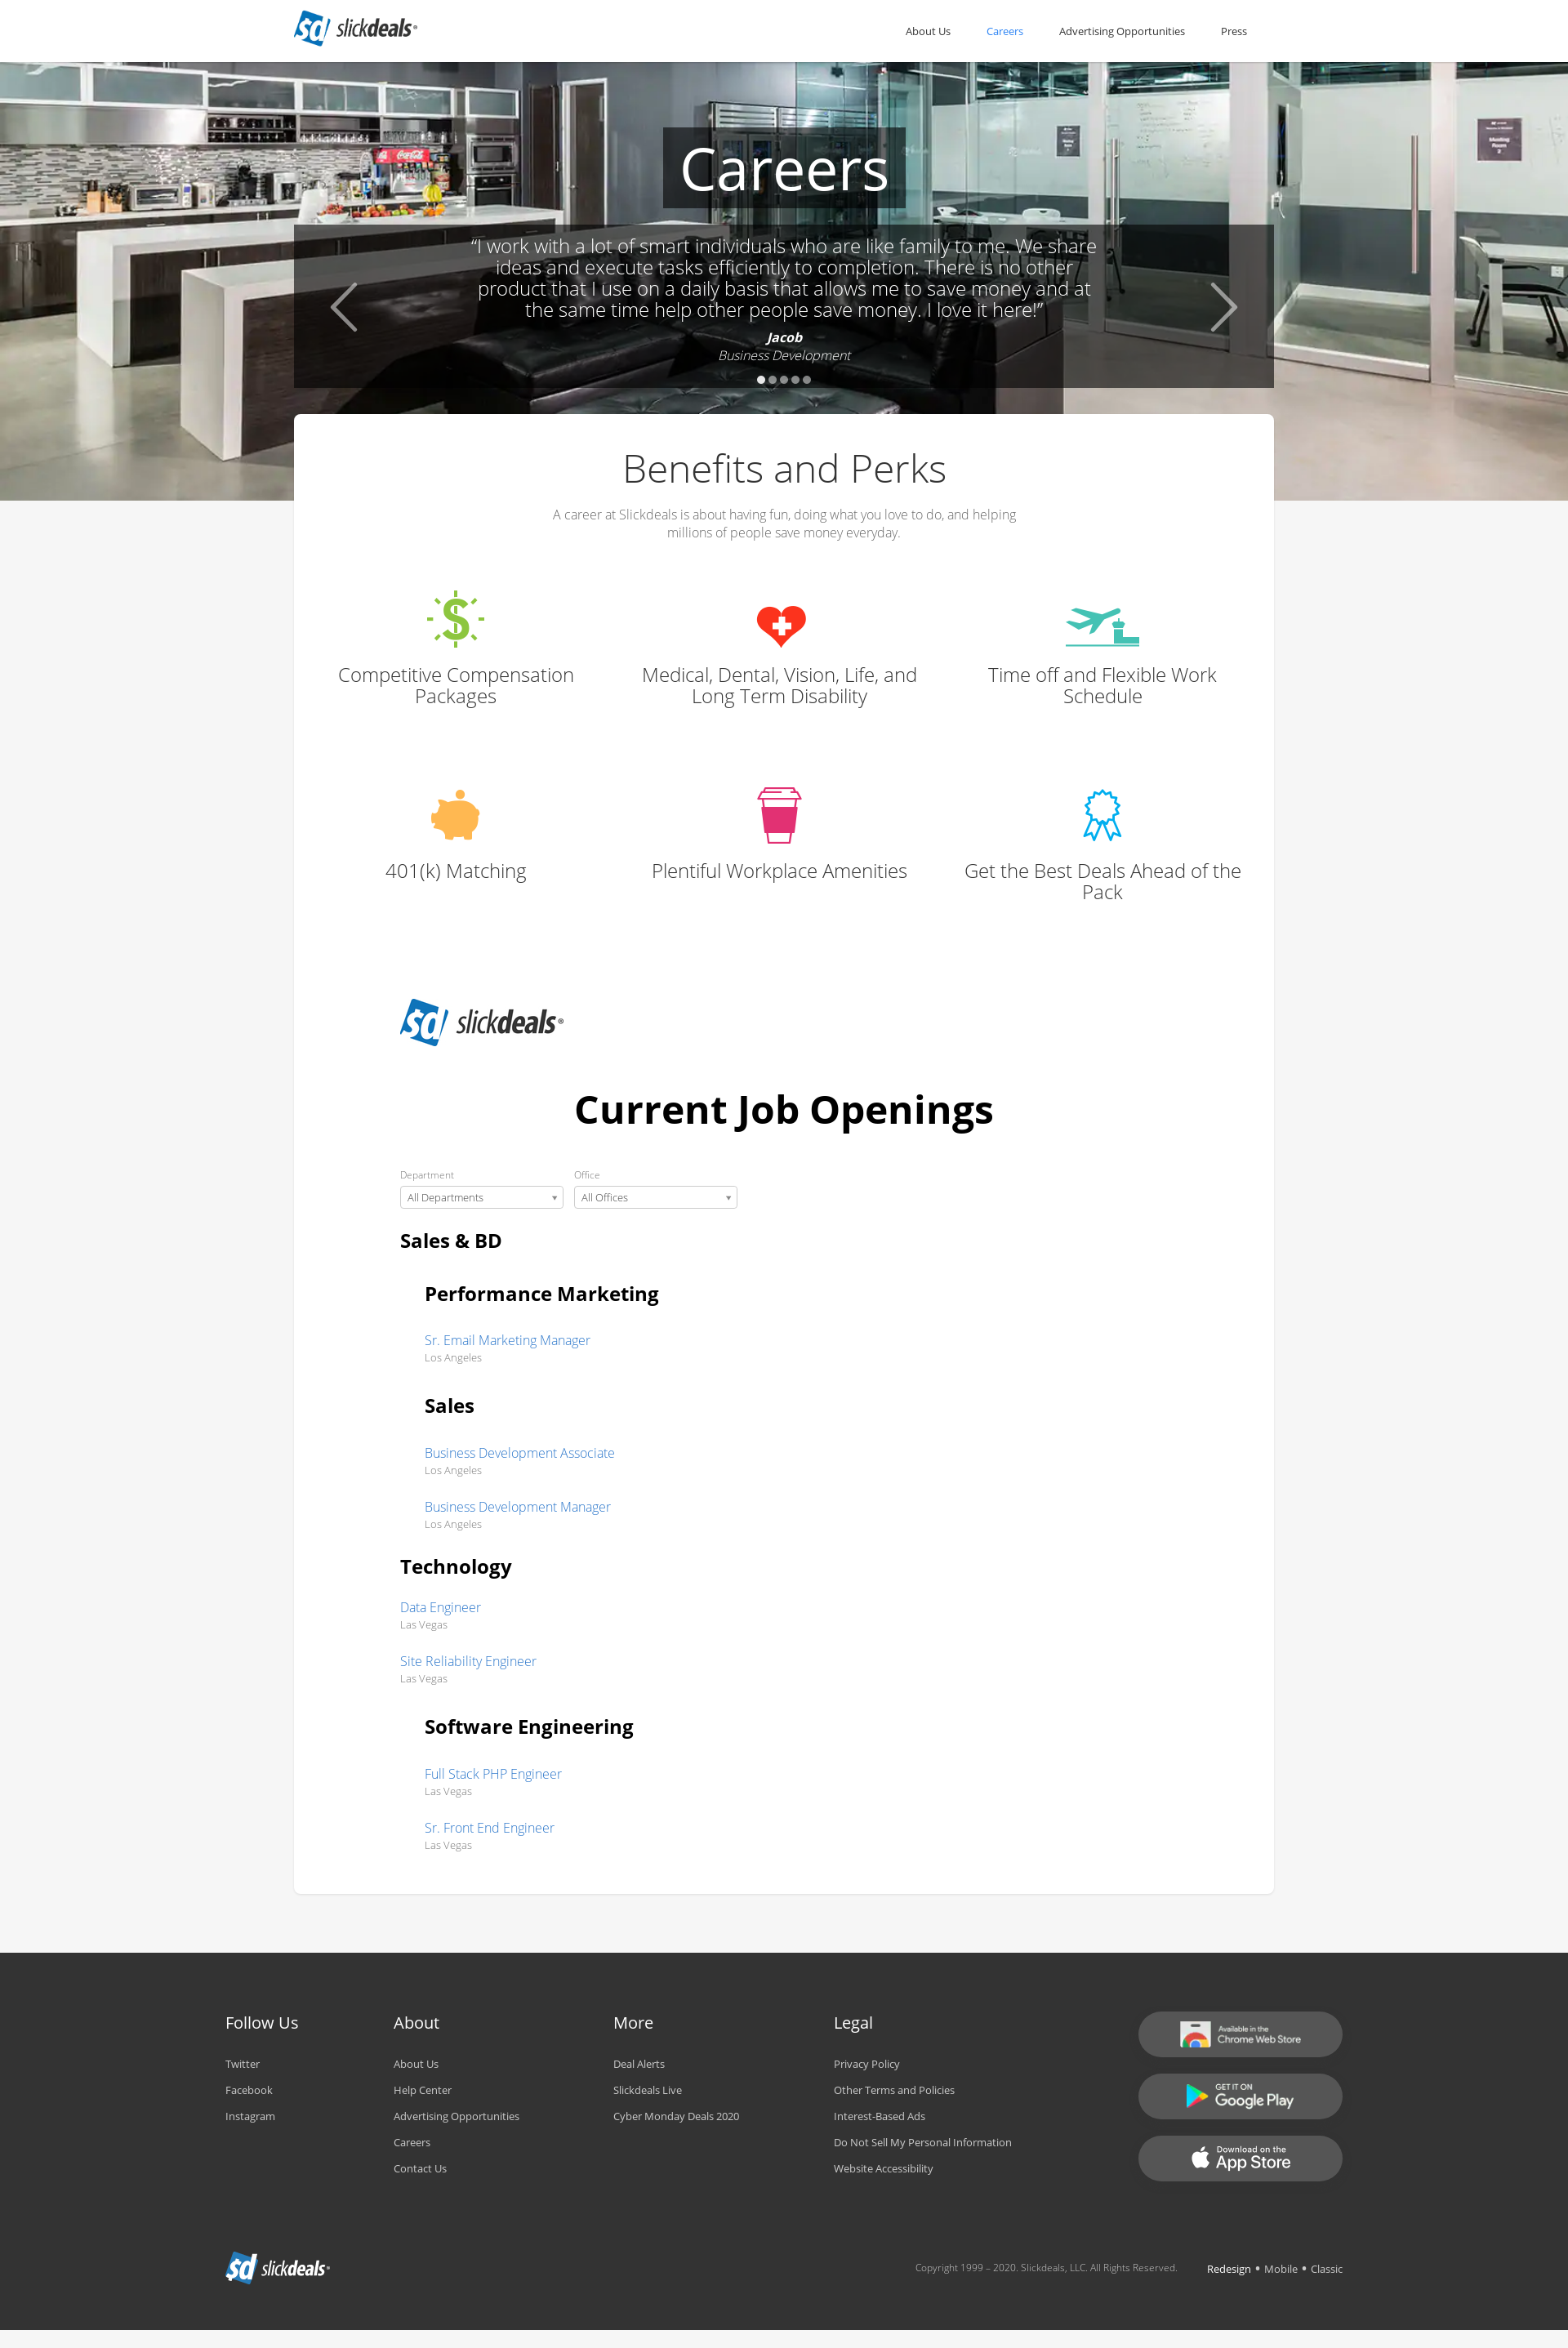 $d slickdeals®
About Us
Careers
Advertising Opportunities
Press
Coca-Cola
Meeting
Room
2
Careers
“I work with a lot of smart individuals who are like family to me. We share
ideas and execute tasks efficiently to completion. There is no other
product that I use on a daily basis that allows me to save money and at
the same time help other people save money. I love it here!”
Jacob
Business Development
Benefits and Perks
A career at Slickdeals is about having fun, doing what you love to do, and helping
millions of people save money everyday.
$
Competitive Compensation
Packages
Medical, Dental, Vision, Life, and
Long Term Disability
Time off and Flexible Work
Schedule
401(k) Matching
Plentiful Workplace Amenities
Get the Best Deals Ahead of the
Pack
$d slickdeals®
Current Job Openings
Department
All Departments
Office
All Offices
Sales & BD
Performance Marketing
Sr. Email Marketing Manager
Los Angeles
Sales
Business Development Associate
Los Angeles
Business Development Manager
Los Angeles
Technology
Data Engineer
Las Vegas
Site Reliability Engineer
Las Vegas
Software Engineering
Full Stack PHP Engineer
Las Vegas
Sr. Front End Engineer
Las Vegas
Follow Us
Twitter
Facebook
Instagram
About
About Us
Help Center
Advertising Opportunities
Careers
Contact Us
More
Deal Alerts
Slickdeals Live
Cyber Monday Deals 2020
Legal
Privacy Policy
Other Terms and Policies
Interest-Based Ads
Do Not Sell My Personal Information
Website Accessibility
Available in the
Chrome Web Store
GET IT ON
Google Play
Download on the
App Store
$d slickdeals
Copyright 1999 – 2020. Slickdeals, LLC. All Rights Reserved.
Redesign • Mobile • Classic